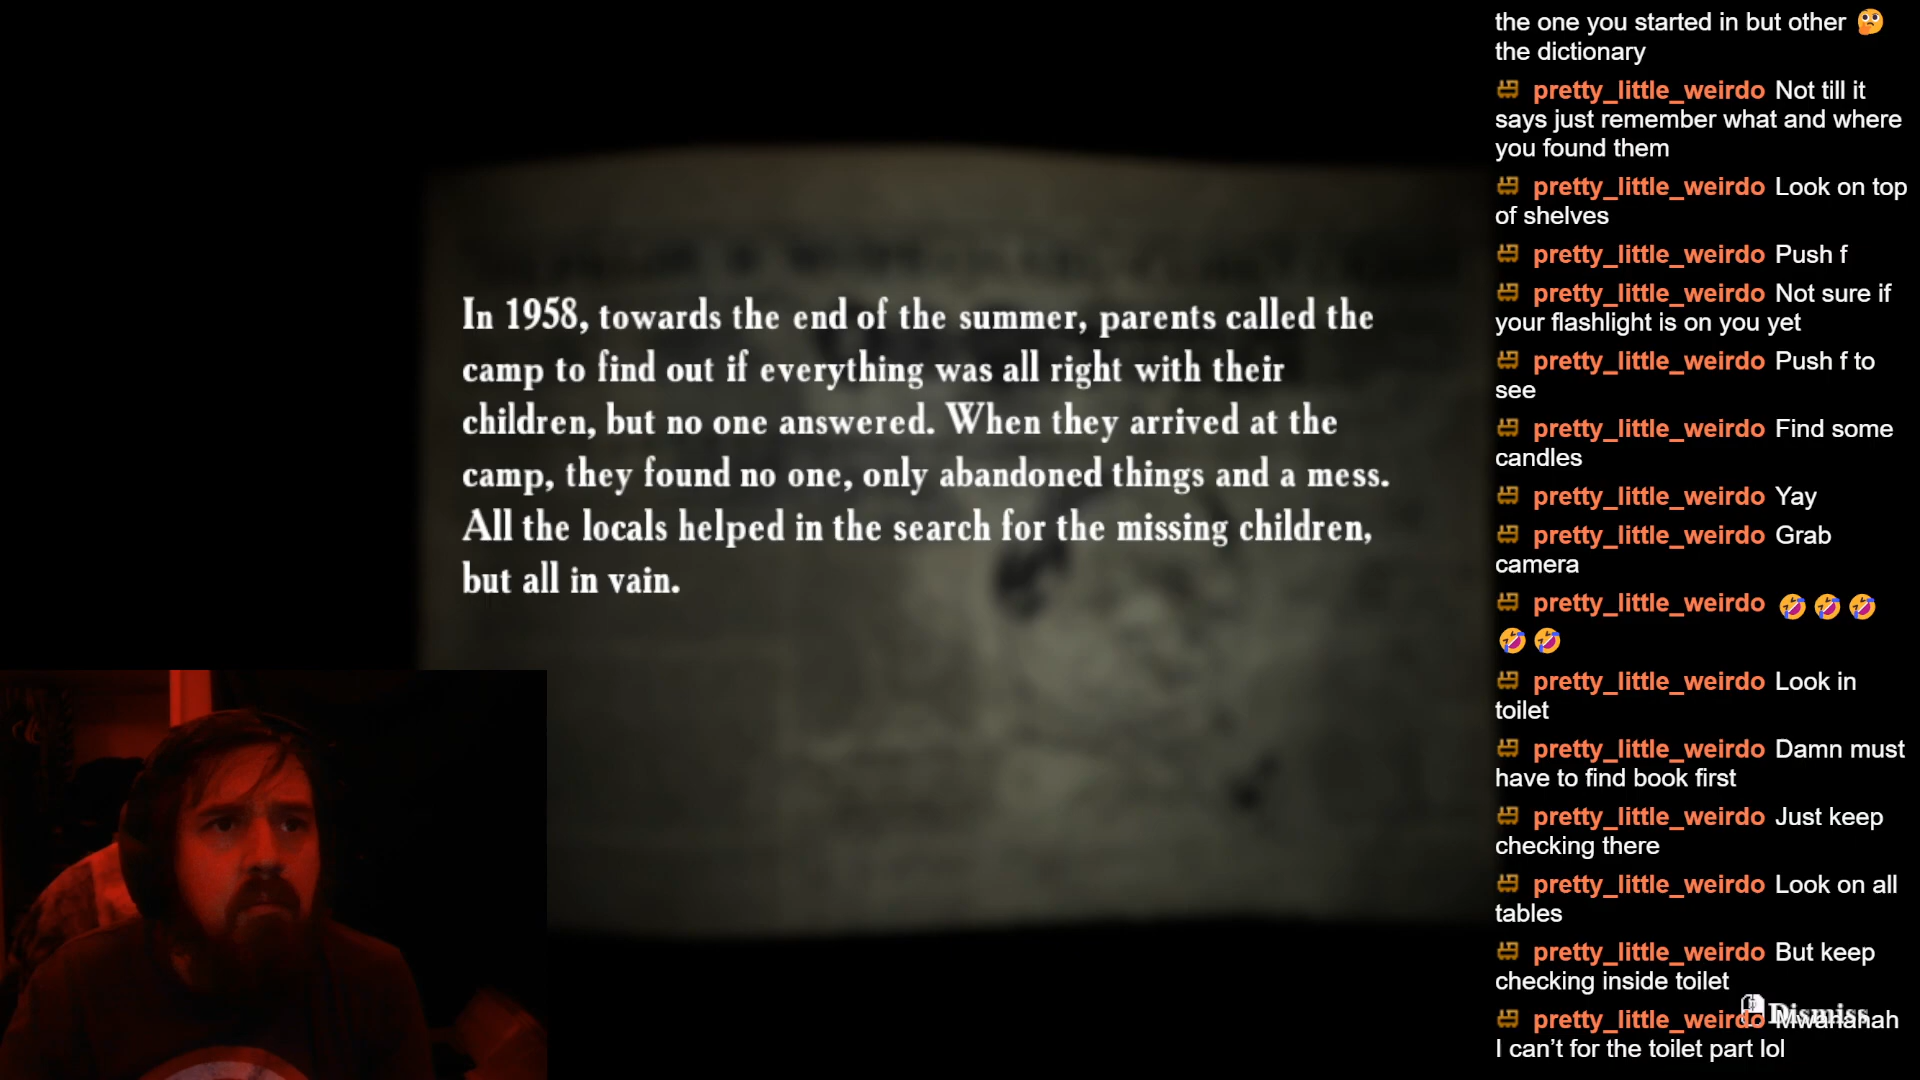 In 1958, towards the end of the summer, parents called the
camp to find out if everything was all right with their
children, but no one answered. When they arrived at the
camp, they found no one, only abandoned things and a mess.
All the locals helped in the search for the missing children,
but all in vain.
the one you started in but other 🤔
the dictionary
pretty_little_weirdo Not till it
says just remember what and where
you found them
pretty_little_weirdo Look on top
of shelves
pretty_little_weirdo Push f
pretty_little_weirdo Not sure if
your flashlight is on you yet
pretty_little_weirdo Push f to
see
pretty_little_weirdo Find some
candles
pretty_little_weirdo Yay
pretty_little_weirdo Grab
camera
pretty_little_weirdo 🤣🤣🤣
🤣🤣
pretty_little_weirdo Look in
toilet
pretty_little_weirdo Damn must
have to find book first
pretty_little_weirdo Just keep
checking there
pretty_little_weirdo Look on all
tables
pretty_little_weirdo But keep
checking inside toilet
Dismiss
pretty_little_weirdo Mwahahah
I can’t for the toilet part lol